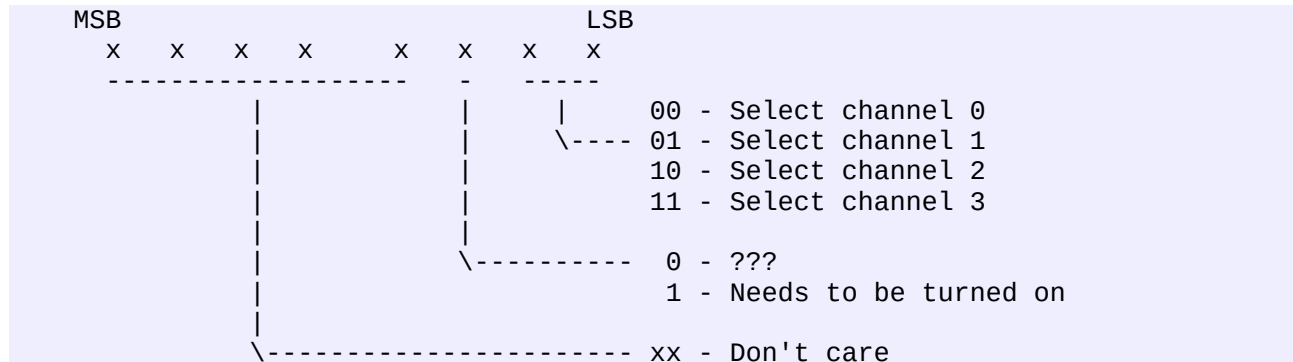 MSB LSB
x x x x x x x x
------------------- - -----
| | | 00 - Select channel 0
| | \---- 01 - Select channel 1
| | 10 - Select channel 2
| | 11 - Select channel 3
| |
| \---------- 0 - ???
| 1 - Needs to be turned on
|
\----------------------- xx - Don't care